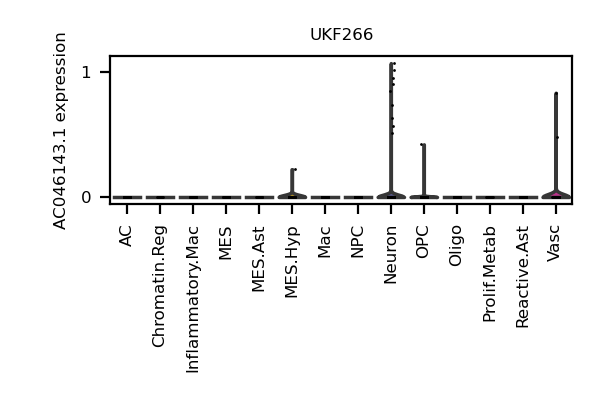 UKF266
AC046143.1 expression
1
0
AC
Chromatin.Reg
Inflammatory.Mac
MES
MES.Ast
MES.Hyp
Mac
NPC
Neuron
OPC
Oligo
Prolif.Metab
Reactive.Ast
Vasc